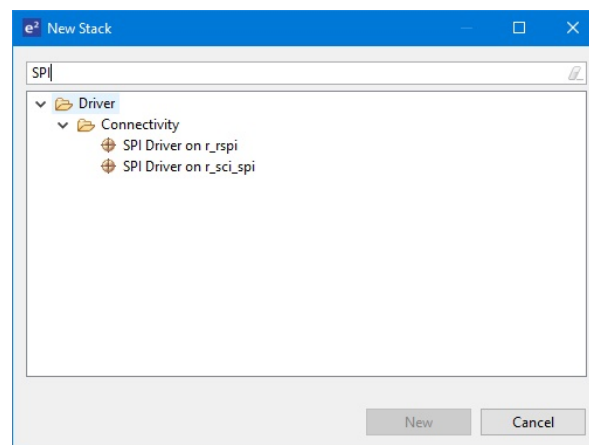 e² New Stack
SPI
Driver
Connectivity
SPI Driver on r_rspi
SPI Driver on r_sci_spi
New Cancel